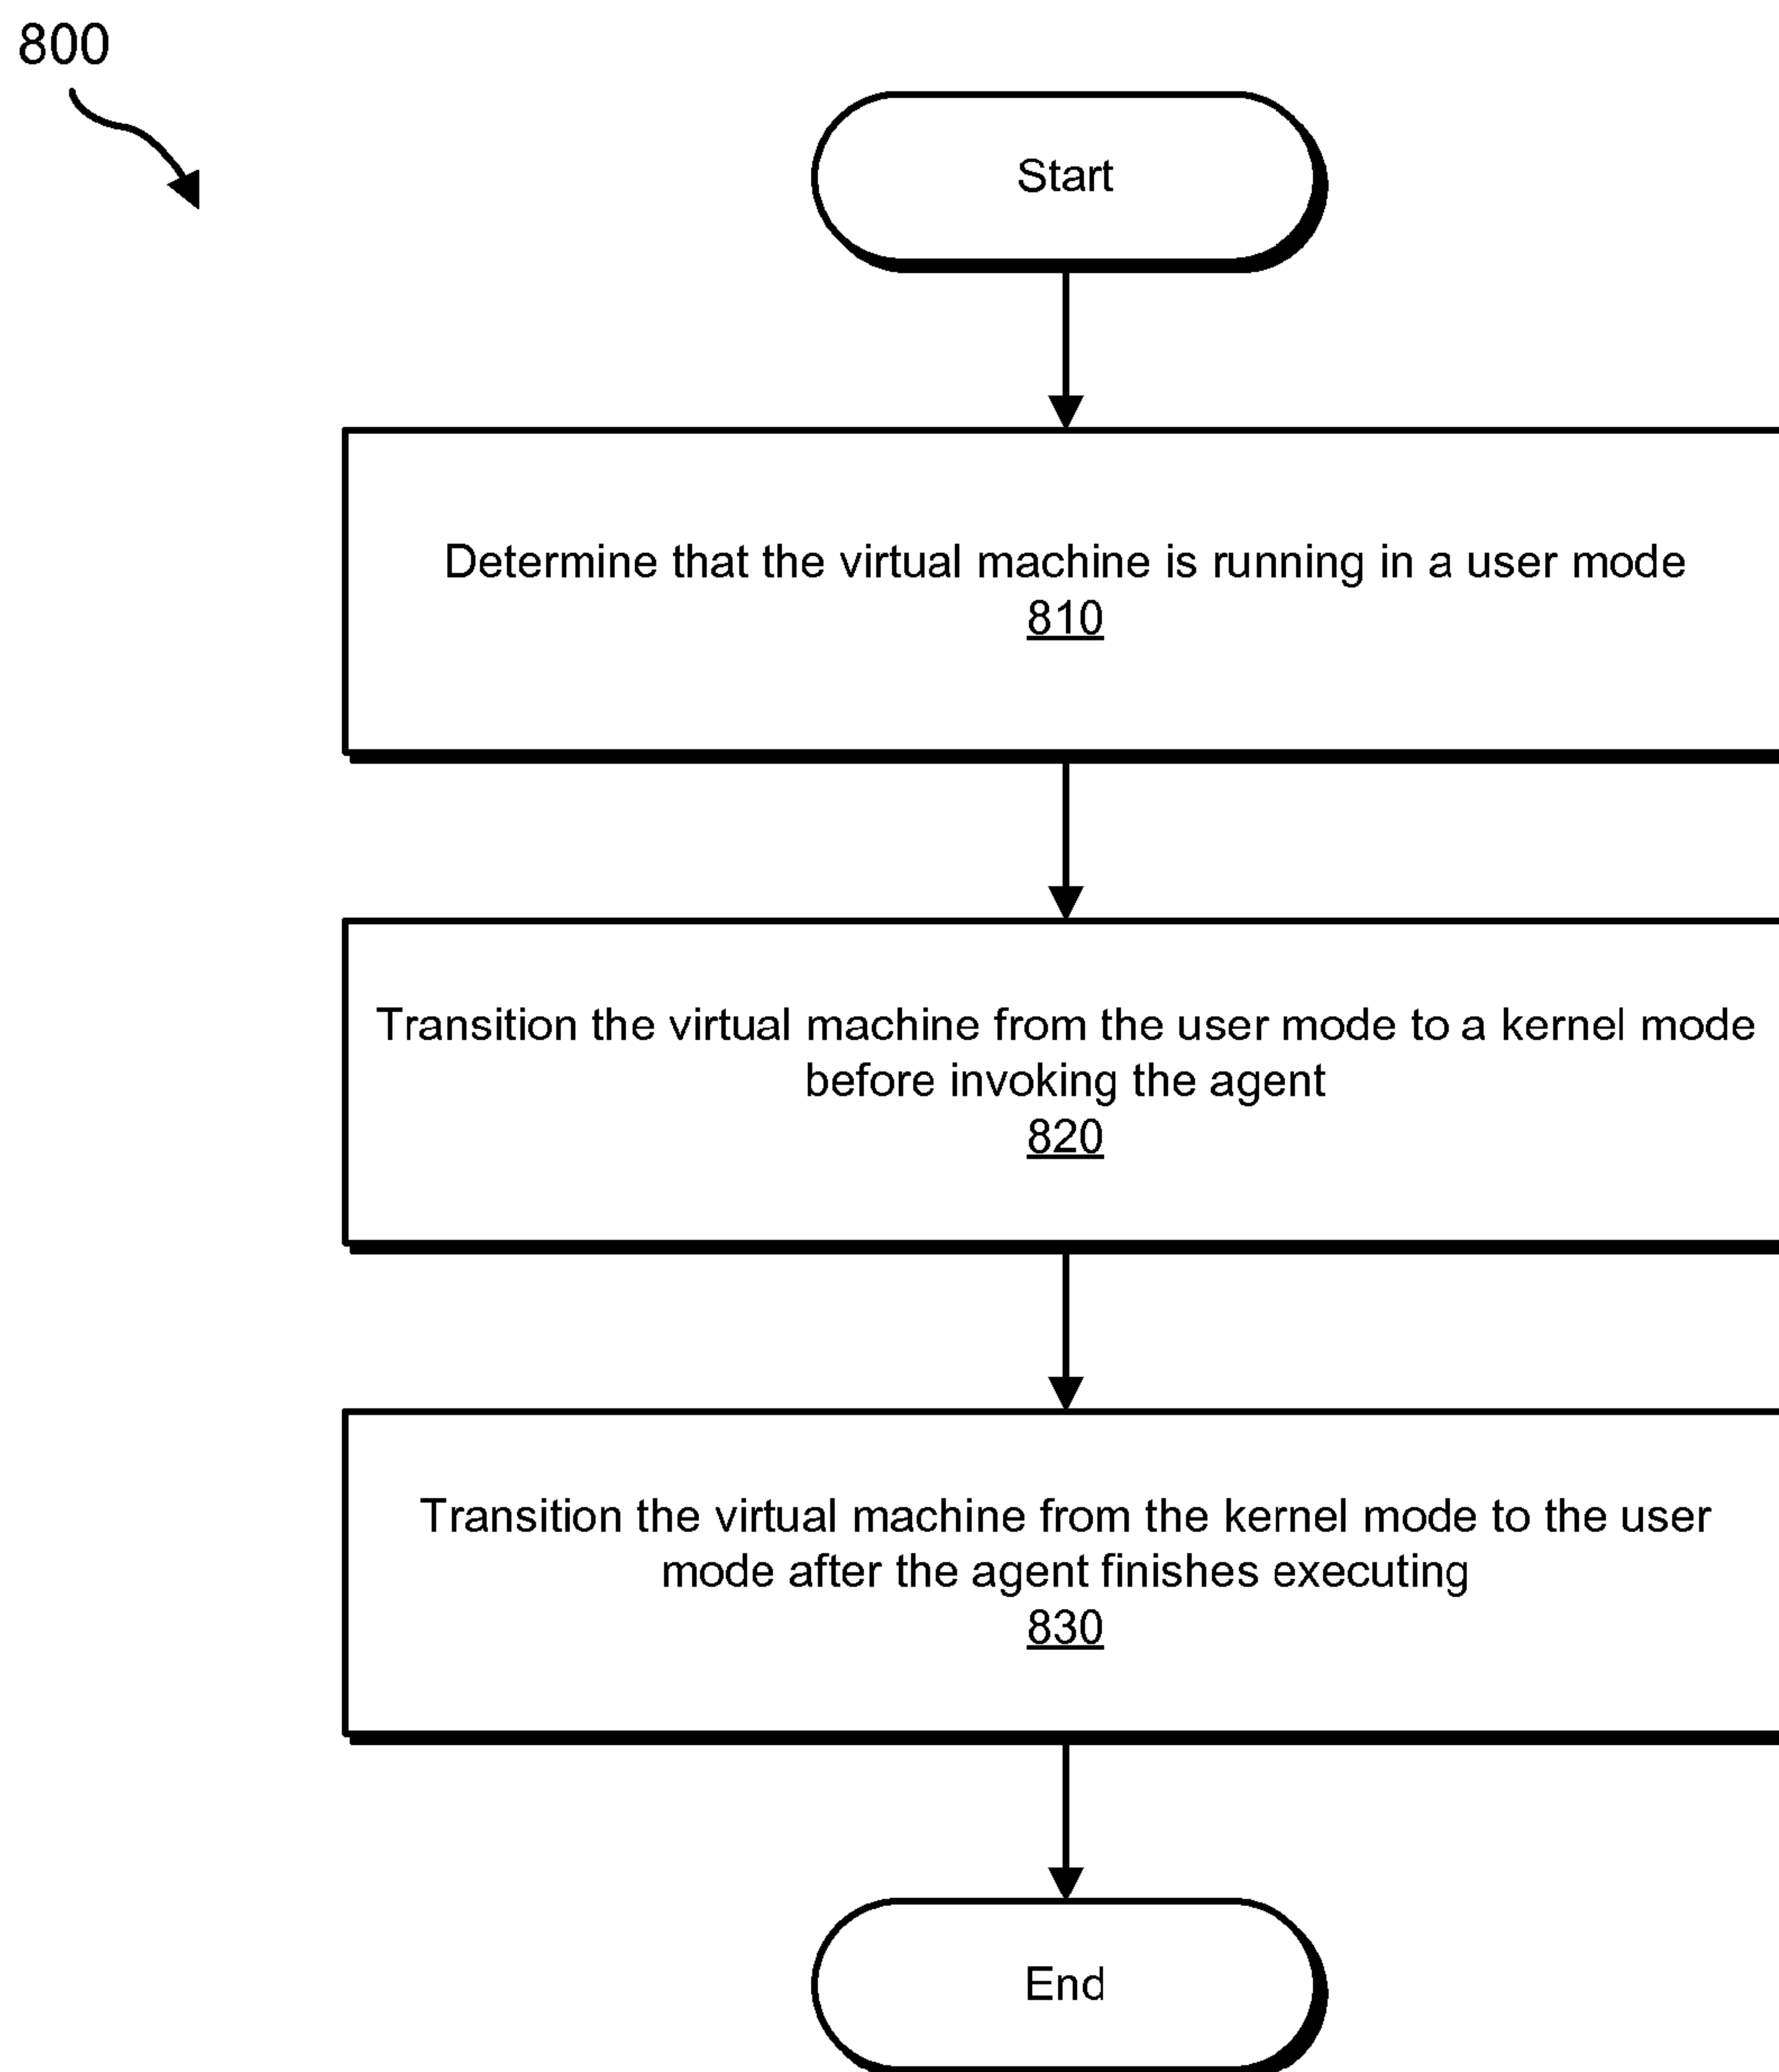 800
Start
Determine that the virtual machine is running in a user mode
810
Transition the virtual machine from the user mode to a kernel mode
before invoking the agent
820
Transition the virtual machine from the kernel mode to the user
mode after the agent finishes executing
830
End